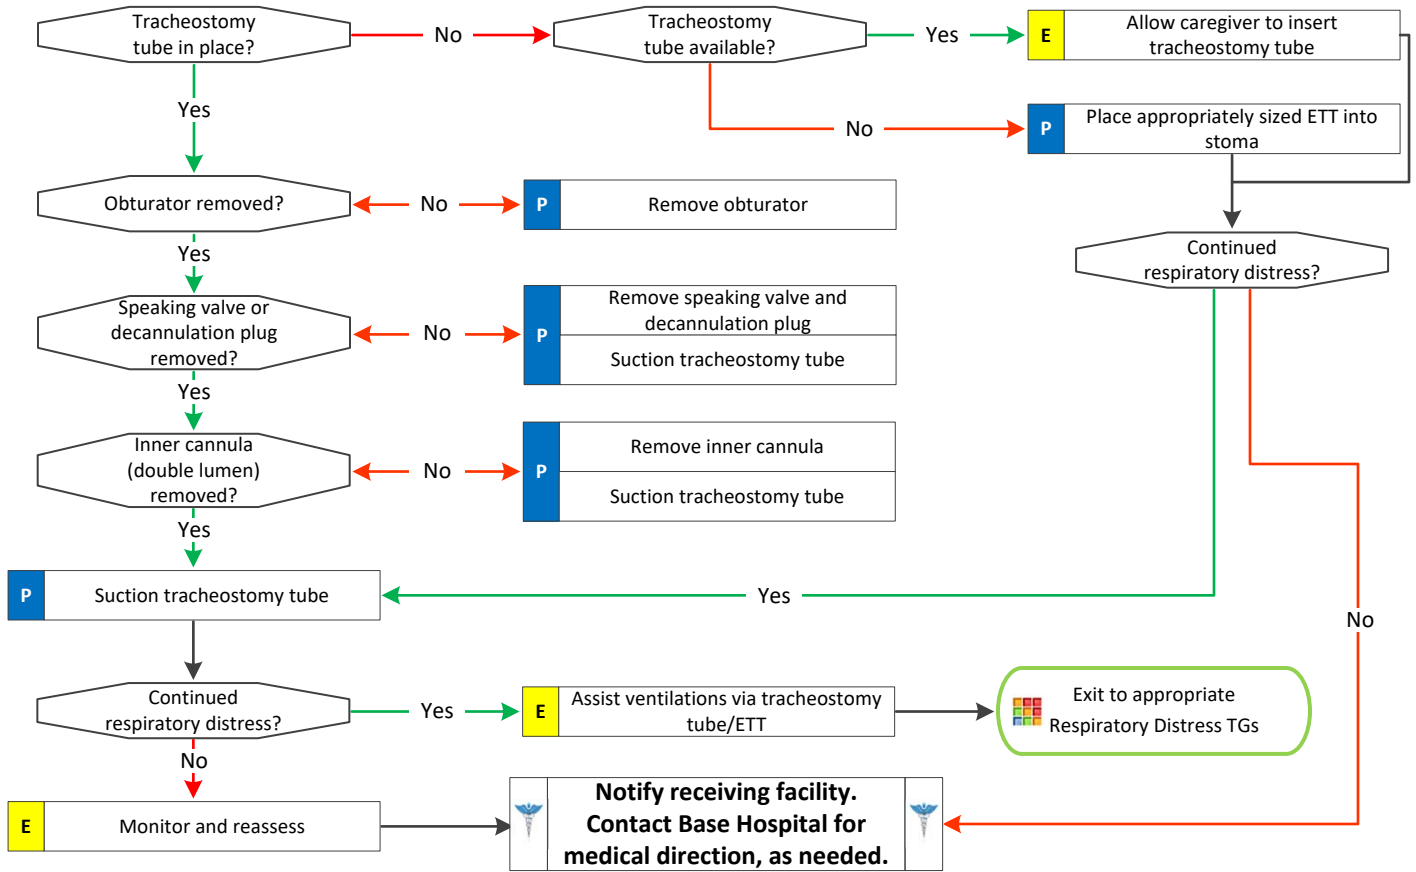 Tracheostomy
tube in place?
No
Tracheostomy
tube available?
Yes
E
Allow caregiver to insert
tracheostomy tube
Yes
No
P
Place appropriately sized ETT into
stoma
Obturator removed?
No
P
Remove obturator
Continued
respiratory distress?
Yes
Speaking valve or
decannulation plug
removed?
No
P
Remove speaking valve and
decannulation plug
Suction tracheostomy tube
Yes
Inner cannula
(double lumen)
removed?
No
P
Remove inner cannula
Suction tracheostomy tube
Yes
P
Suction tracheostomy tube
Yes
No
Continued
respiratory distress?
Yes
E
Assist ventilations via tracheostomy
tube/ETT
Exit to appropriate
Respiratory Distress TGs
No
E
Monitor and reassess
Notify receiving facility.
Contact Base Hospital for
medical direction, as needed.